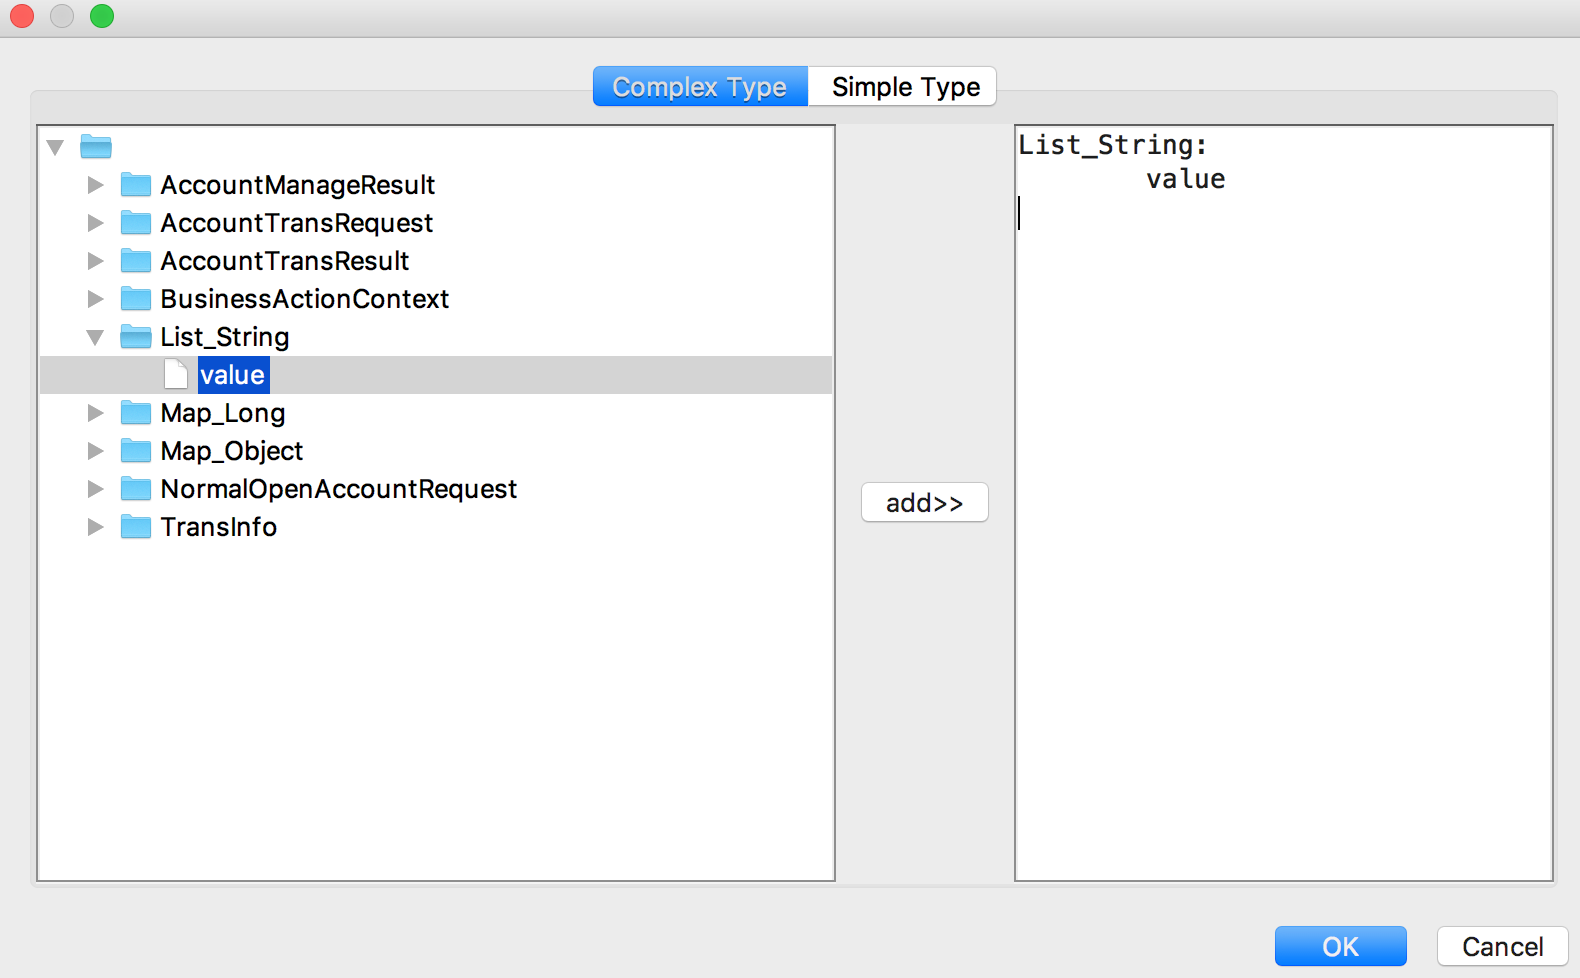 Complex Type
Simple Type
AccountManageResult
AccountTransRequest
AccountTransResult
BusinessActionContext
List_String
value
Map_Long
Map_Object
NormalOpenAccountRequest
TransInfo
add>>
List_String:
value
OK
Cancel